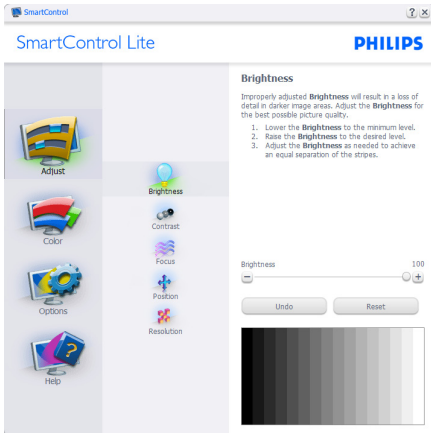 SmartControl
SmartControl Lite
PHILIPS
Adjust
Color
Options
Help
Brightness
Contrast
Focus
Position
Resolution
Brightness
Improperly adjusted Brightness will result in a loss of
detail in darker image areas. Adjust the Brightness for
the best possible picture quality.
1. Lower the Brightness to the minimum level.
2. Raise the Brightness to the desired level.
3. Adjust the Brightness as needed to achieve
an equal separation of the stripes.
Brightness 100
Undo Reset